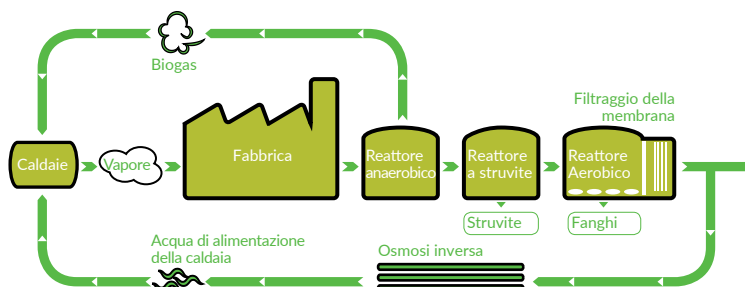 Biogas
Filtraggio della
membrana
Caldaie
Vapore
Fabbrica
Reattore
anaerobico
Reattore
a struvite
Reattore
Aerobico
Struvite
Fanghi
Acqua di alimentazione
della caldaia
Osmosi inversa